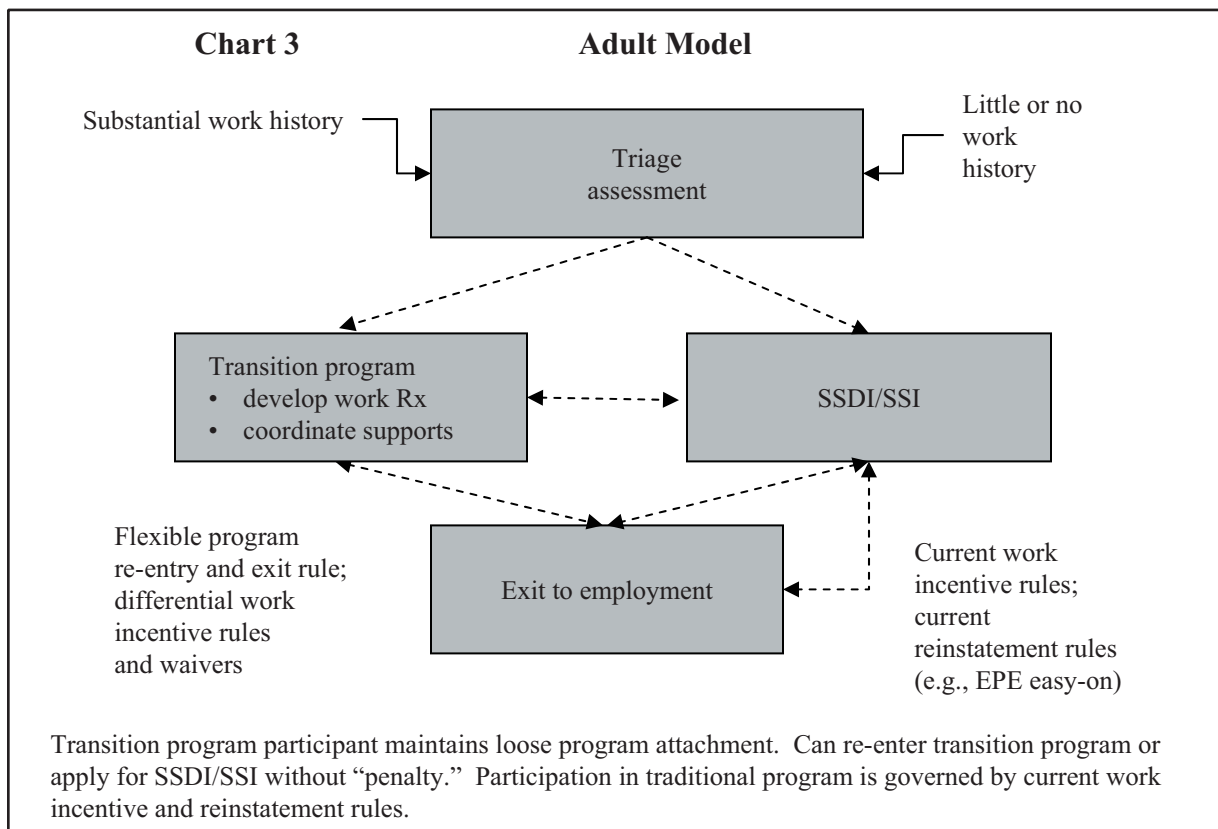 Chart 3
Adult Model
Substantial work history
Little or no
work
history
Triage
assessment
Transition program
• develop work Rx
• coordinate supports
SSDI/SSI
Flexible program
re-entry and exit rule;
differential work
incentive rules
and waivers
Exit to employment
Current work
incentive rules;
current
reinstatement rules
(e.g., EPE easy-on)
Transition program participant maintains loose program attachment.  Can re-enter transition program or
apply for SSDI/SSI without “penalty.”  Participation in traditional program is governed by current work
incentive and reinstatement rules.